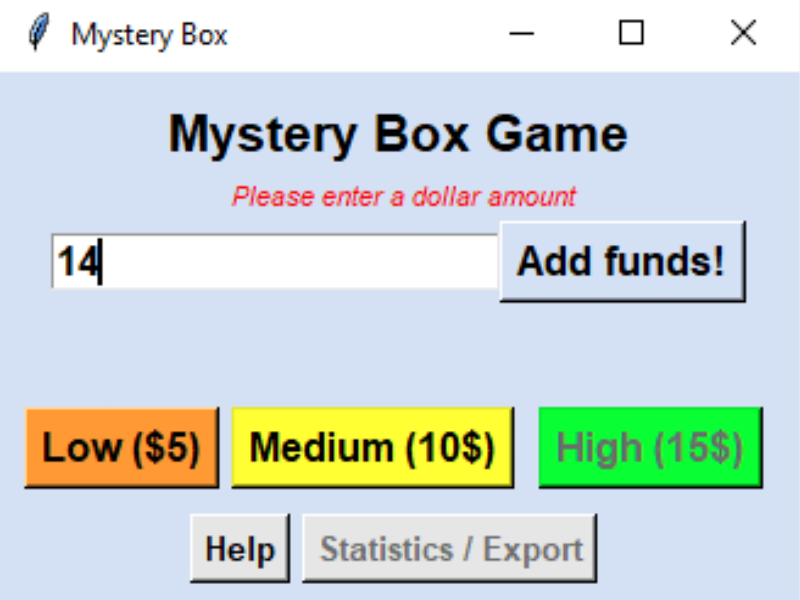 Mystery Box
Mystery Box Game
Please enter a dollar amount
14 Add funds!
Low ($5) Medium (10$) High (15$)
Help Statistics / Export